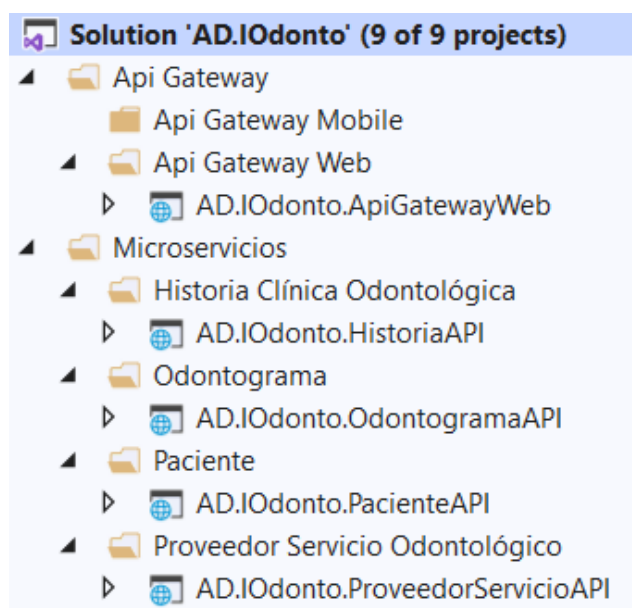 Solution 'AD.IOdonto' (9 of 9 projects)
Api Gateway
Api Gateway Mobile
Api Gateway Web
AD.IOdonto.ApiGatewayWeb
Microservicios
Historia Clínica Odontológica
AD.IOdonto.HistoriaAPI
Odontograma
AD.IOdonto.OdontogramaAPI
Paciente
AD.IOdonto.PacienteAPI
Proveedor Servicio Odontológico
AD.IOdonto.ProveedorServicioAPI